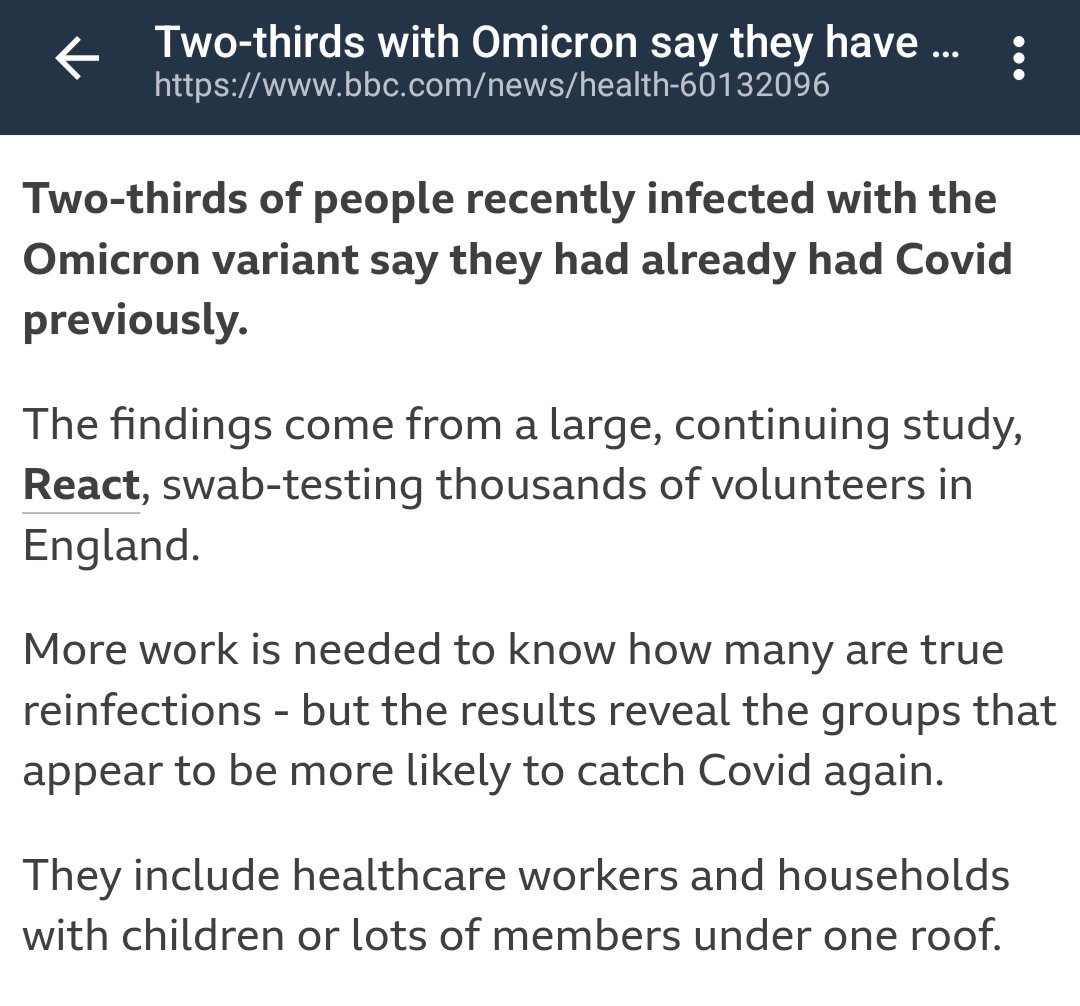 Two-thirds with Omicron say they have ...
https://www.bbc.com/news/health-60132096
Two-thirds of people recently infected with the
Omicron variant say they had already had Covid
previously.
The findings come from a large, continuing study,
React, swab-testing thousands of volunteers in
England.
More work is needed to know how many are true
reinfections - but the results reveal the groups that
appear to be more likely to catch Covid again.
They include healthcare workers and households
with children or lots of members under one roof.